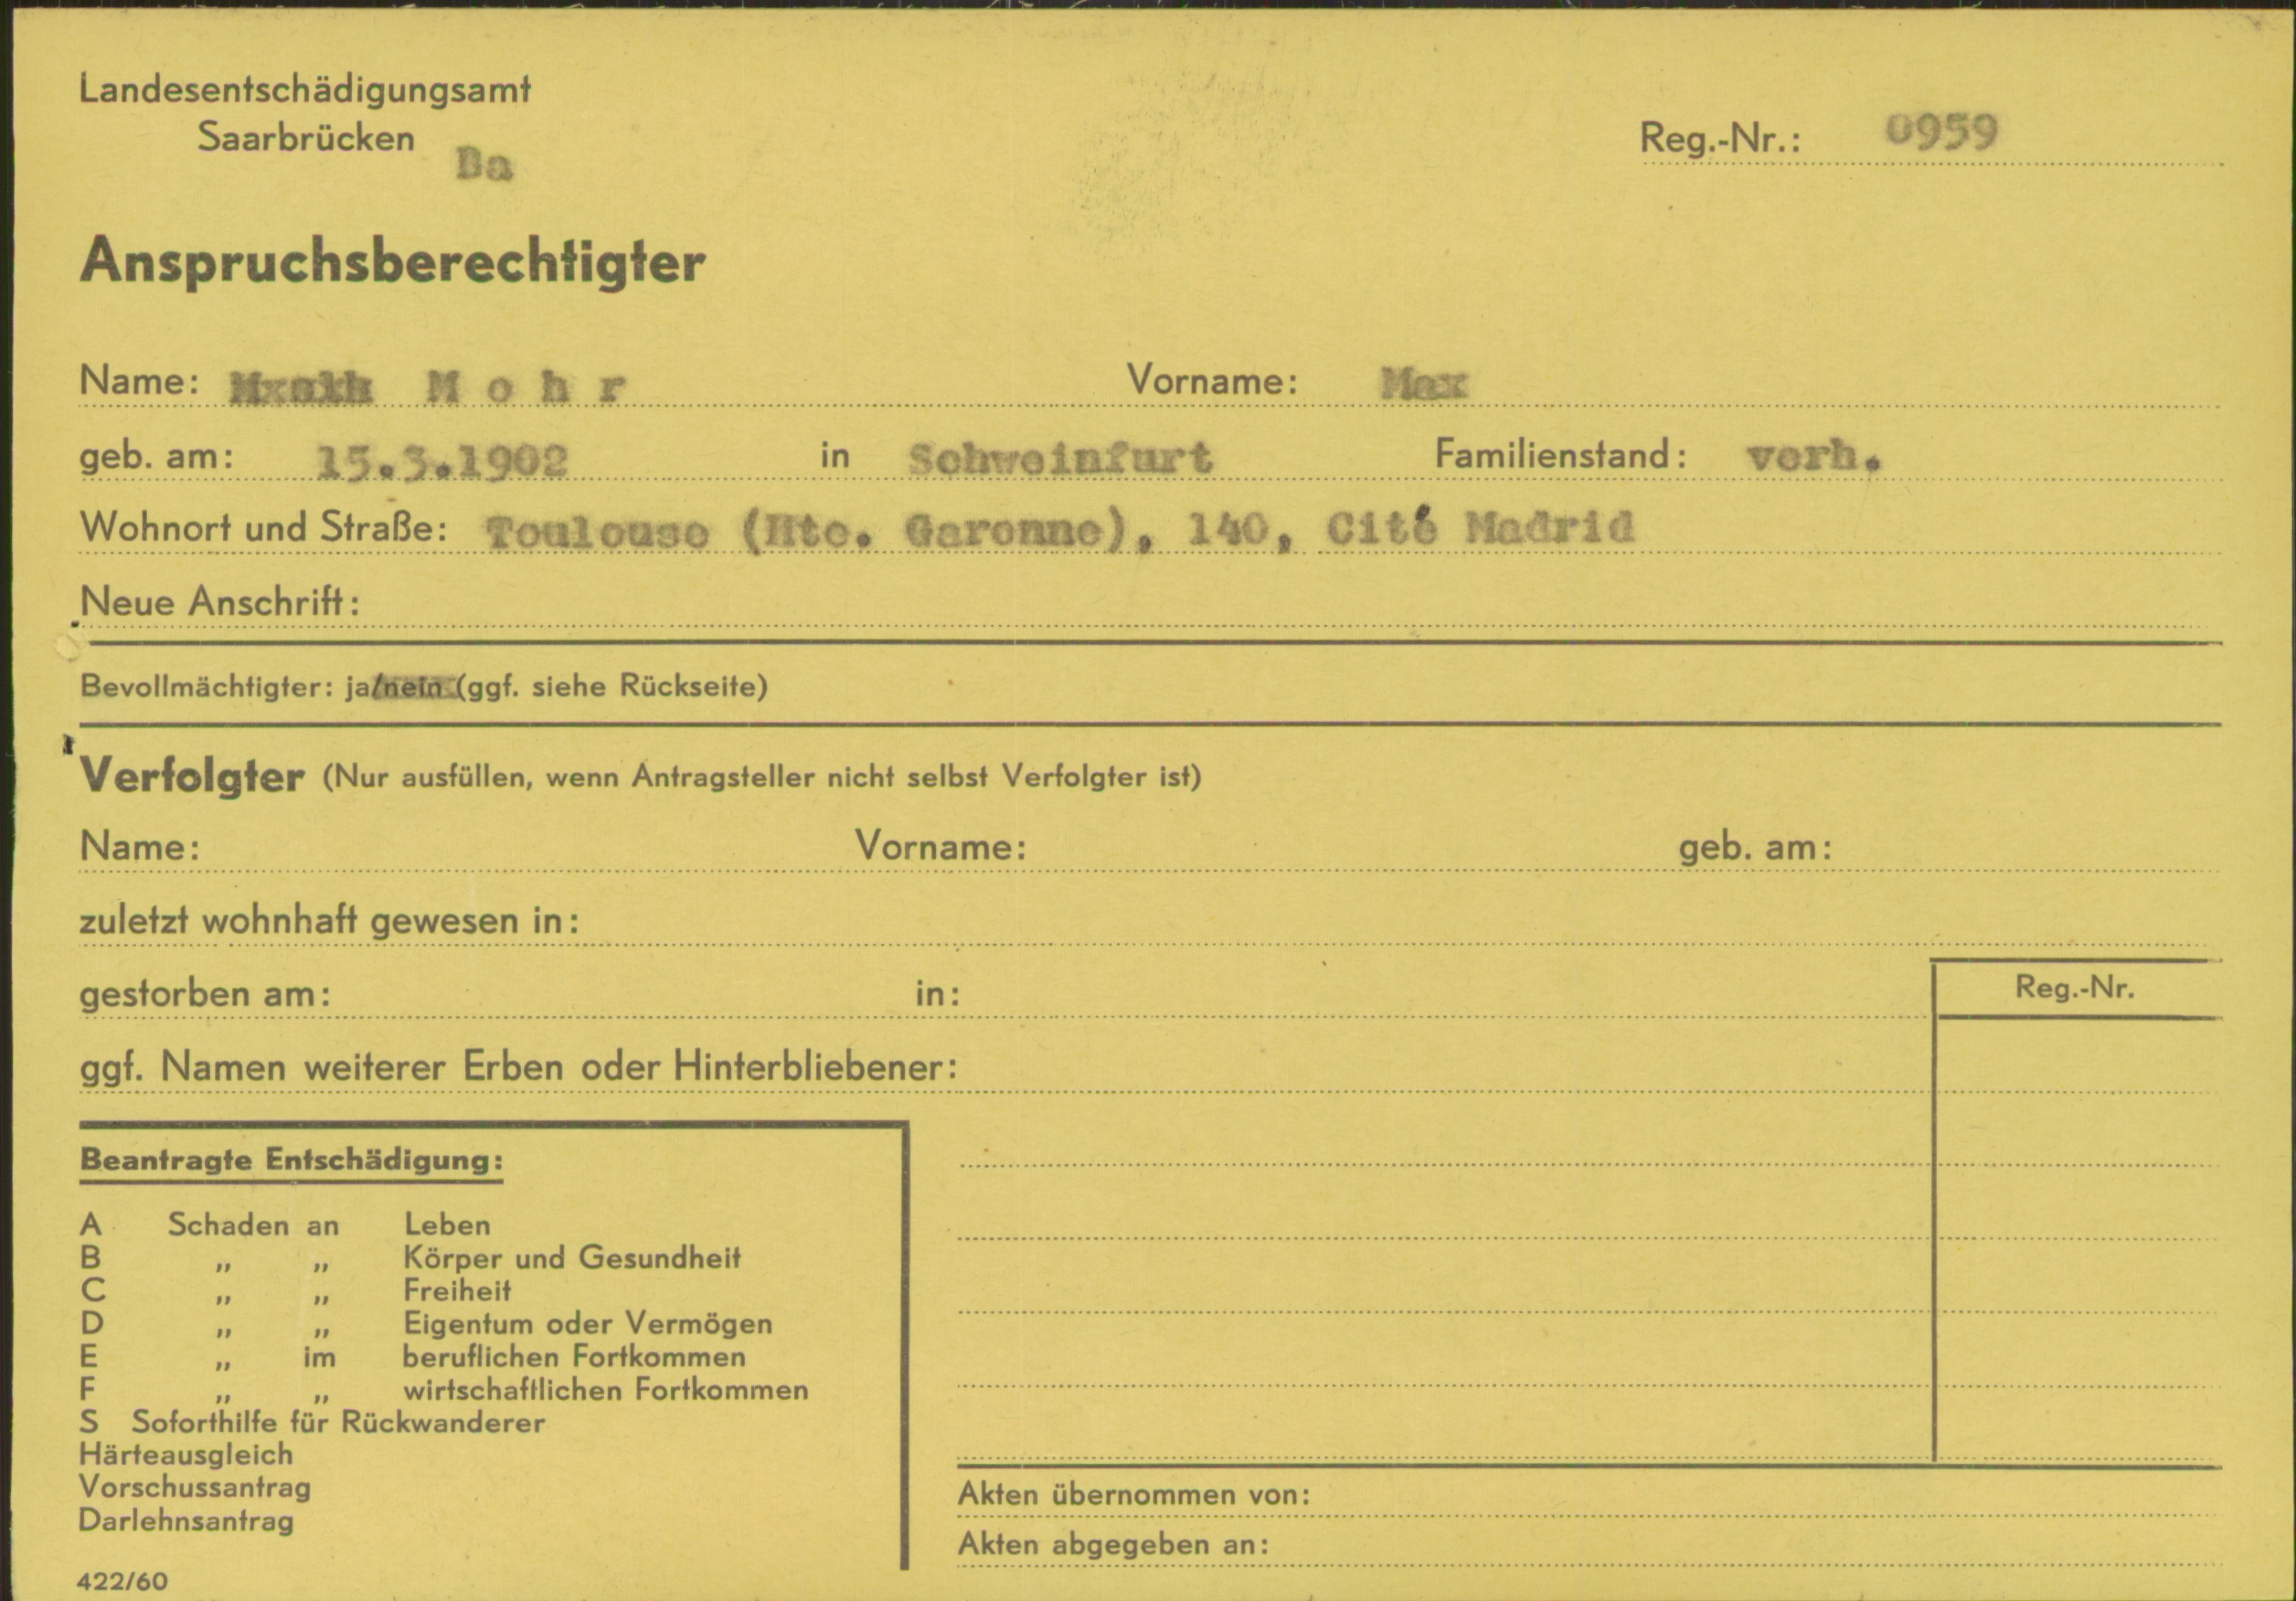 Landesentschädigungsamt
Saarbrücken
Ba
Reg.-Nr.: 0959
Anspruchsberechtigter
Name: M o h r Vorname: Max
geb. am: 15.3.1902 in Schweinfurt Familienstand: verh.
Wohnort und Straße: Toulouse (Hte. Garonne), 140, Cité Madrid
Neue Anschrift:
Bevollmächtigter: ja/nein (ggf. siehe Rückseite)
Verfolgter (Nur ausfüllen, wenn Antragsteller nicht selbst Verfolgter ist)
Name: Vorname: geb. am:
zuletzt wohnhaft gewesen in:
gestorben am: in:
Reg.-Nr.
ggf. Namen weiterer Erben oder Hinterbliebener:
Beantragte Entschädigung:
A Schaden an Leben
B „ „ Körper und Gesundheit
C „ „ Freiheit
D „ „ Eigentum oder Vermögen
E „ im beruflichen Fortkommen
F „ „ wirtschaftlichen Fortkommen
S Soforthilfe für Rückwanderer
Härteausgleich
Vorschussantrag
Darlehnsantrag
Akten übernommen von:
Akten abgegeben an:
422/60